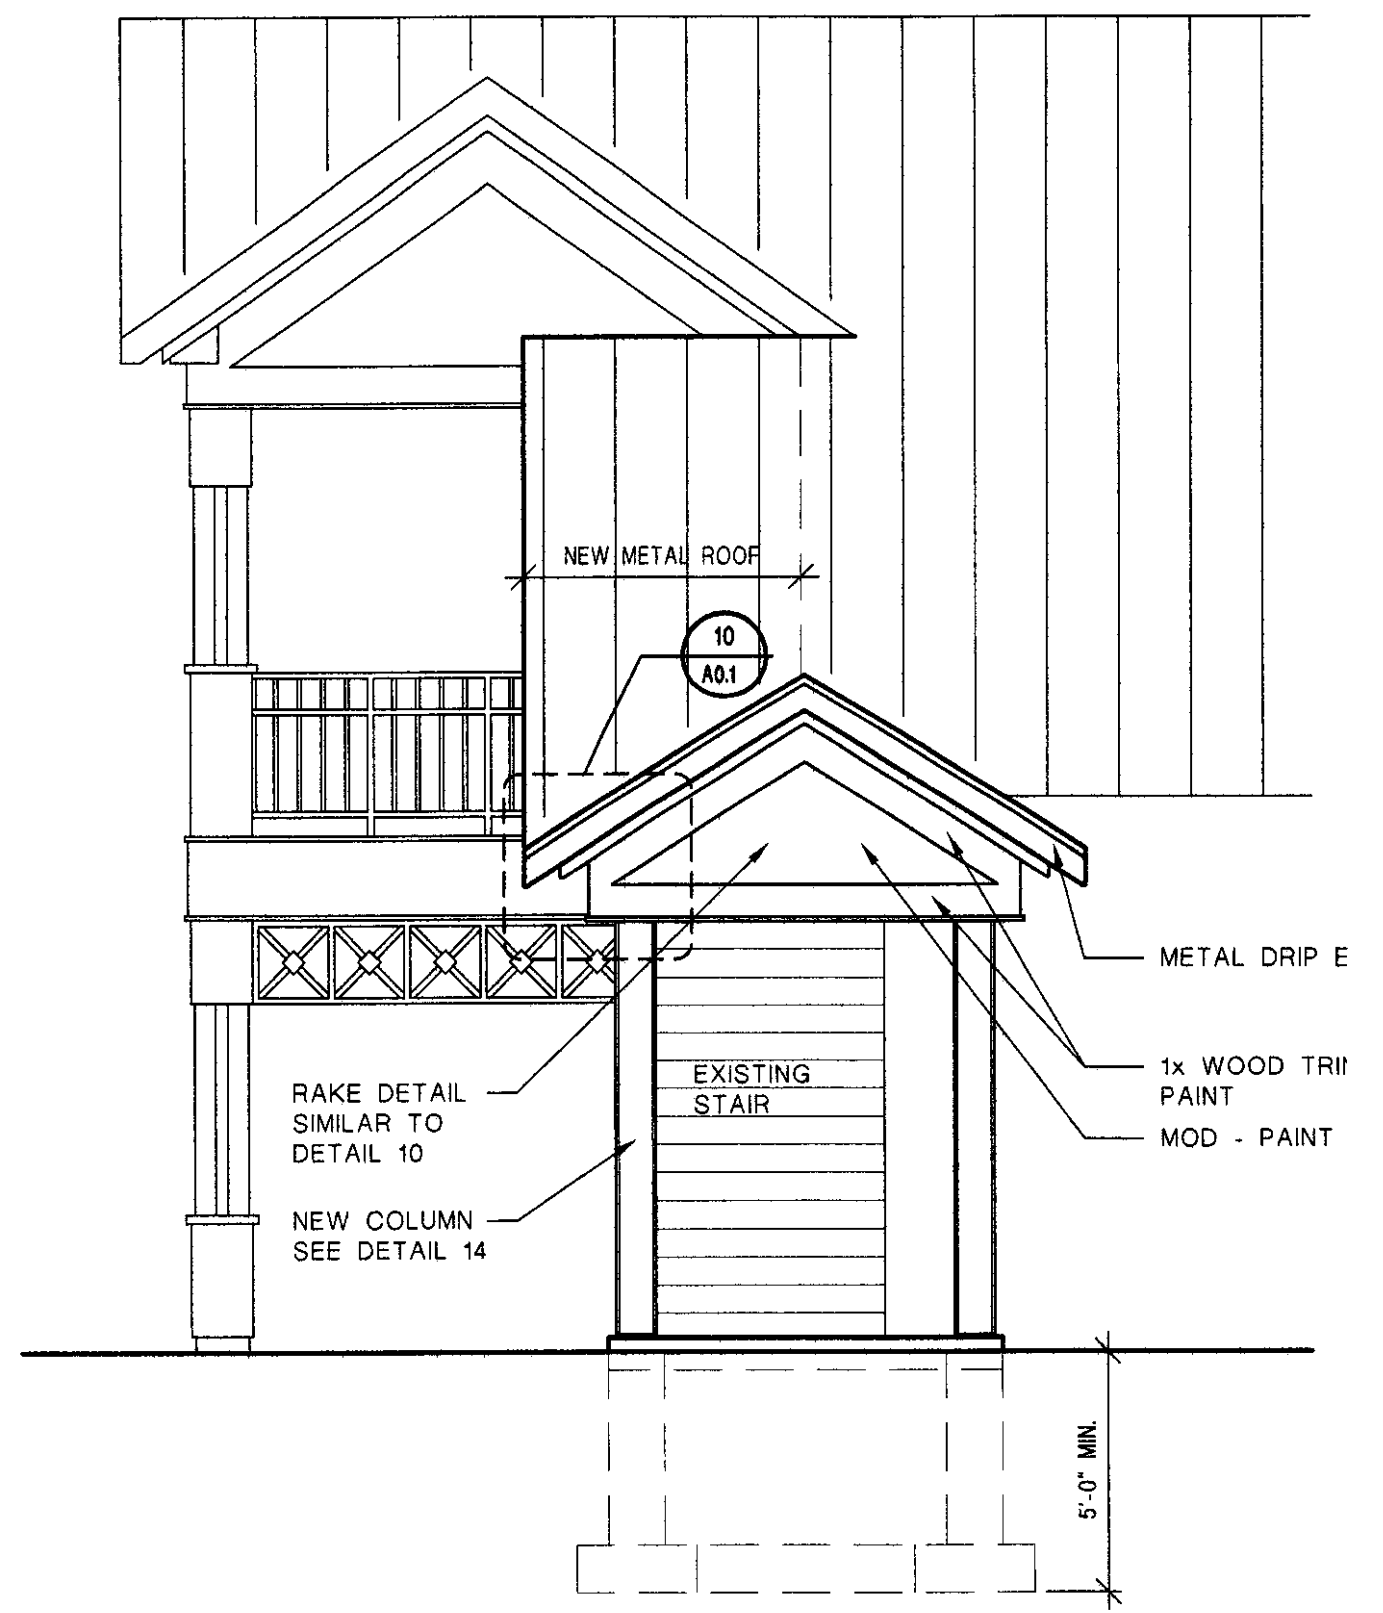 NEW METAL ROOF
10
A0.1
METAL DRIP E
1x WOOD TRI
PAINT
MOD - PAINT
EXISTING
STAIR
RAKE DETAIL
SIMILAR TO
DETAIL 10
NEW COLUMN
SEE DETAIL 14
5'-0" MIN.